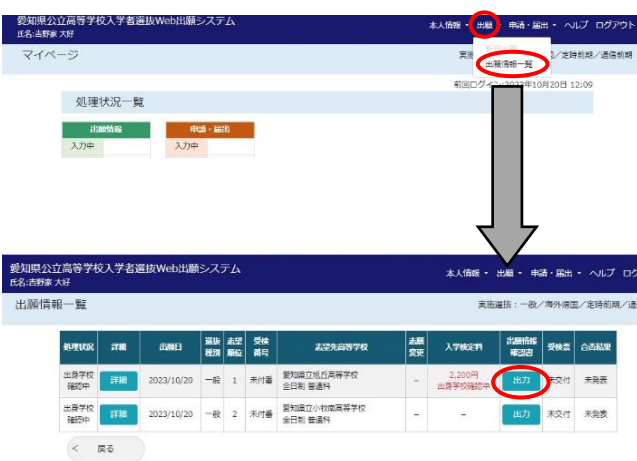 愛知県公立高等学校入学者選抜Web出願システム
氏名:吉野家 大好
本人情報・ 出願・ 申請・届出・ ヘルプ ログアウト
マイページ
出願情報一覧
/定時前期/通信前期
前回ログイン:2023年10月20日 12:09
処理状況一覧
出願情報 申請・届出
入力中 入力中
愛知県公立高等学校入学者選抜Web出願システム
氏名:吉野家 大好
本人情報・ 出願・ 申請・届出・ ヘルプ ログ
出願情報一覧
実施選抜:一般/海外帰国/定時前期/通
処理状況 詳細 出願日 選抜種別 志望順位 受検番号 志望先高等学校 志願変更 入学検定料 出願情報確認書 受検票 合否結果
出身学校確認中 詳細 2023/10/20 一般 1 未付番 愛知県立旭丘高等学校 全日制 普通科 – 2,200円 出身学校確認中 出力 未交付 未発表
出身学校確認中 詳細 2023/10/20 一般 2 未付番 愛知県立小牧南高等学校 全日制 普通科 – – 出力 未交付 未発表
< 戻る